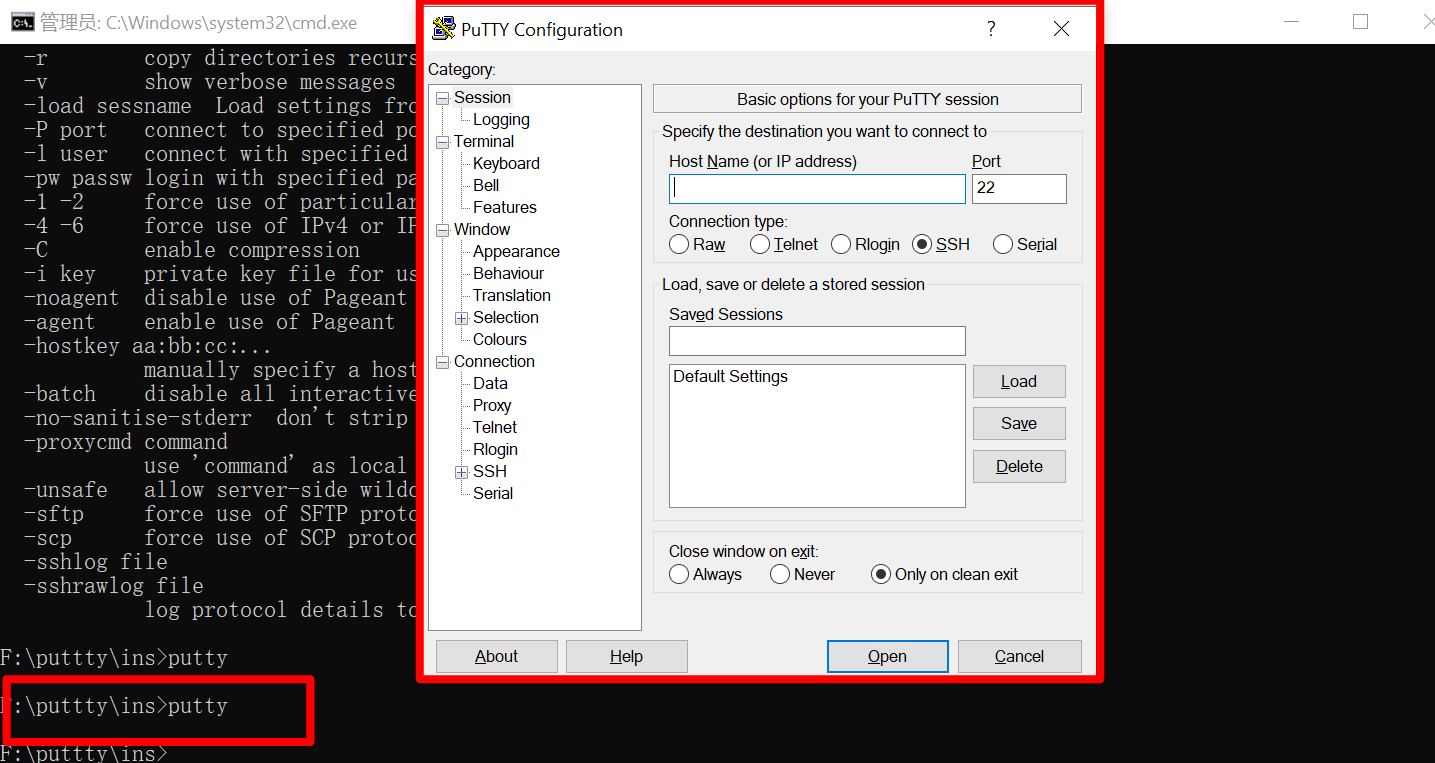 管理员: C:\Windows\system32\cmd.exe
-r copy directories recurs
-v show verbose messages
-load sessname Load settings fro
-P port connect to specified po
-l user connect with specified
-pw passw login with specified pa
-1 -2 force use of particular
-4 -6 force use of IPv4 or IP
-C enable compression
-i key private key file for us
-noagent disable use of Pageant
-agent enable use of Pageant
-hostkey aa:bb:cc:...
manually specify a host
-batch disable all interactive
-no-sanitise-stderr don't strip
-proxycmd command
use 'command' as local
-unsafe allow server-side wildc
-sftp force use of SFTP proto
-scp force use of SCP protoc
-sshlog file
-sshrawlog file
log protocol details to
F:\puttty\ins>putty
F:\puttty\ins>putty
F:\puttty\ins>
PuTTY Configuration
?
Category:
Session
Logging
Terminal
Keyboard
Bell
Features
Window
Appearance
Behaviour
Translation
Selection
Colours
Connection
Data
Proxy
Telnet
Rlogin
SSH
Serial
Basic options for your PuTTY session
Specify the destination you want to connect to
Host Name (or IP address) Port
22
Connection type:
Raw Telnet Rlogin SSH Serial
Load, save or delete a stored session
Saved Sessions
Default Settings
Load
Save
Delete
Close window on exit:
Always Never Only on clean exit
About Help Open Cancel